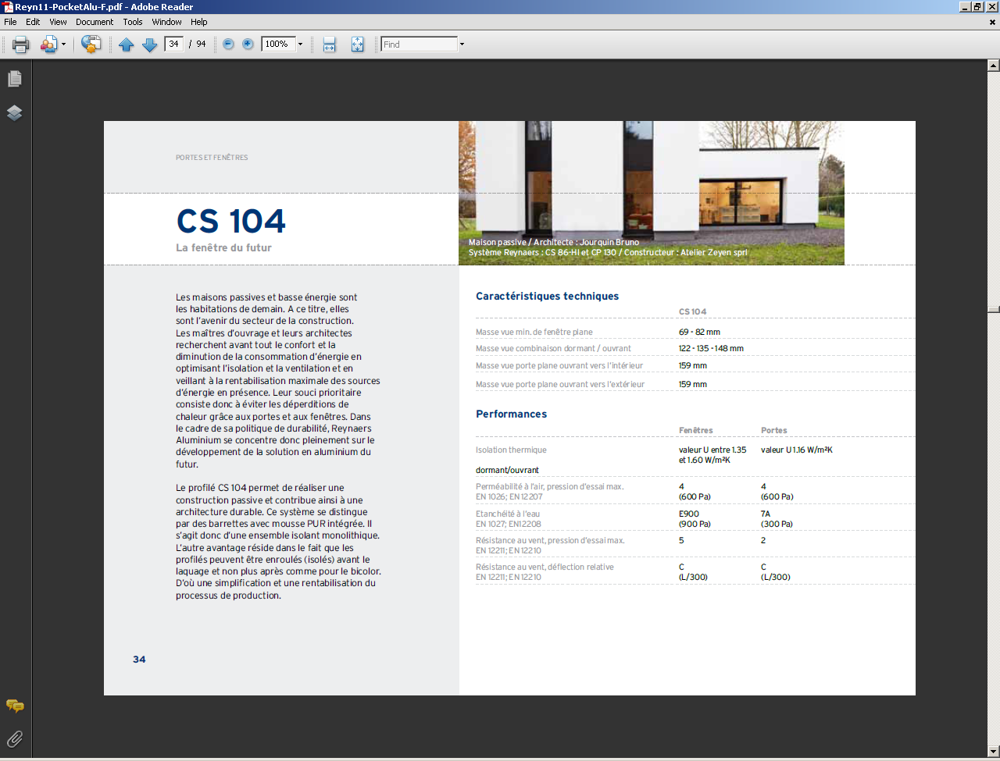 Reyn11-PocketAlu-F.pdf - Adobe Reader
File Edit View Document Tools Window Help
34 / 94 100% Find
PORTES ET FENÊTRES
CS 104
La fenêtre du futur
Maison passive / Architecte : Jourquin Bruno
Système Reynaers : CS 86-HI et CP 130 / Constructeur : Atelier Zeyen sprl
Les maisons passives et basse énergie sont
les habitations de demain. A ce titre, elles
sont l'avenir du secteur de la construction.
Les maîtres d'ouvrage et leurs architectes
recherchent avant tout le confort et la
diminution de la consommation d'énergie en
optimisant l'isolation et la ventilation et en
veillant à la rentabilisation maximale des sources
d'énergie en présence. Leur souci prioritaire
consiste donc à éviter les déperditions de
chaleur grâce aux portes et aux fenêtres. Dans
le cadre de sa politique de durabilité, Reynaers
Aluminium se concentre donc pleinement sur le
développement de la solution en aluminium du
futur.
Le profilé CS 104 permet de réaliser une
construction passive et contribue ainsi à une
architecture durable. Ce système se distingue
par des barrettes avec mousse PUR intégrée. Il
s'agit donc d'une ensemble isolant monolithique.
L'autre avantage réside dans le fait que les
profilés peuvent être enroulés (isolés) avant le
laquage et non plus après comme pour le bicolor.
D'où une simplification et une rentabilisation du
processus de production.
34
Caractéristiques techniques
CS 104
Masse vue min. de fenêtre plane 69 - 82 mm
Masse vue combinaison dormant / ouvrant 122 - 135 - 148 mm
Masse vue porte plane ouvrant vers l'intérieur 159 mm
Masse vue porte plane ouvrant vers l'extérieur 159 mm
Performances
Fenêtres Portes
Isolation thermique valeur U entre 1.35 valeur U 1.16 W/m²K
et 1.60 W/m²K
dormant/ouvrant
Perméabilité à l'air, pression d'essai max. 4 4
EN 1026; EN 12207 (600 Pa) (600 Pa)
Etanchéité à l'eau E900 7A
EN 1027; EN12208 (900 Pa) (300 Pa)
Résistance au vent, pression d'essai max. 5 2
EN 12211; EN 12210
Résistance au vent, déflection relative C C
EN 12211; EN 12210 (L/300) (L/300)